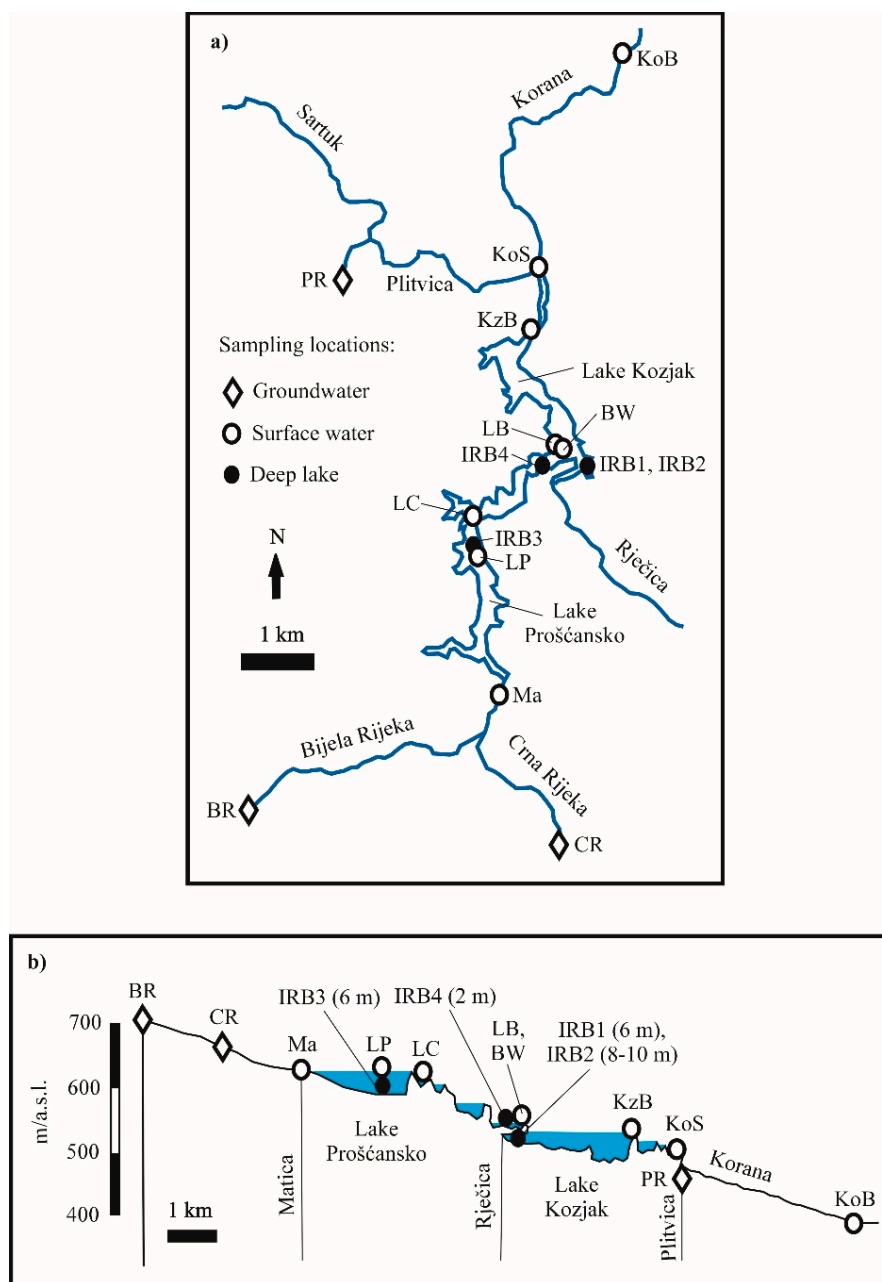 a)
KoB
Korana
Sartuk
KoS
PR
Plitvica
KzB
Sampling locations:
Lake Kozjak
Groundwater
BW
LB
Surface water
IRB4
IRB1, IRB2
Deep lake
LC
IRB3
N
LP
Rječica
Lake
Prošćansko
1 km
Ma
Bijela Rijeka
Crna Rijeka
BR
CR
b)
BR
IRB3 (6 m)
IRB4 (2 m)
LB,
BW
IRB1 (6 m),
IRB2 (8-10 m)
CR
700
Ma
LP
LC
KzB
600
KoS
m/a.s.l.
Lake
Prošćansko
500
Lake
Kozjak
PR
Korana
Matica
Rječica
Plitvica
KoB
400
1 km